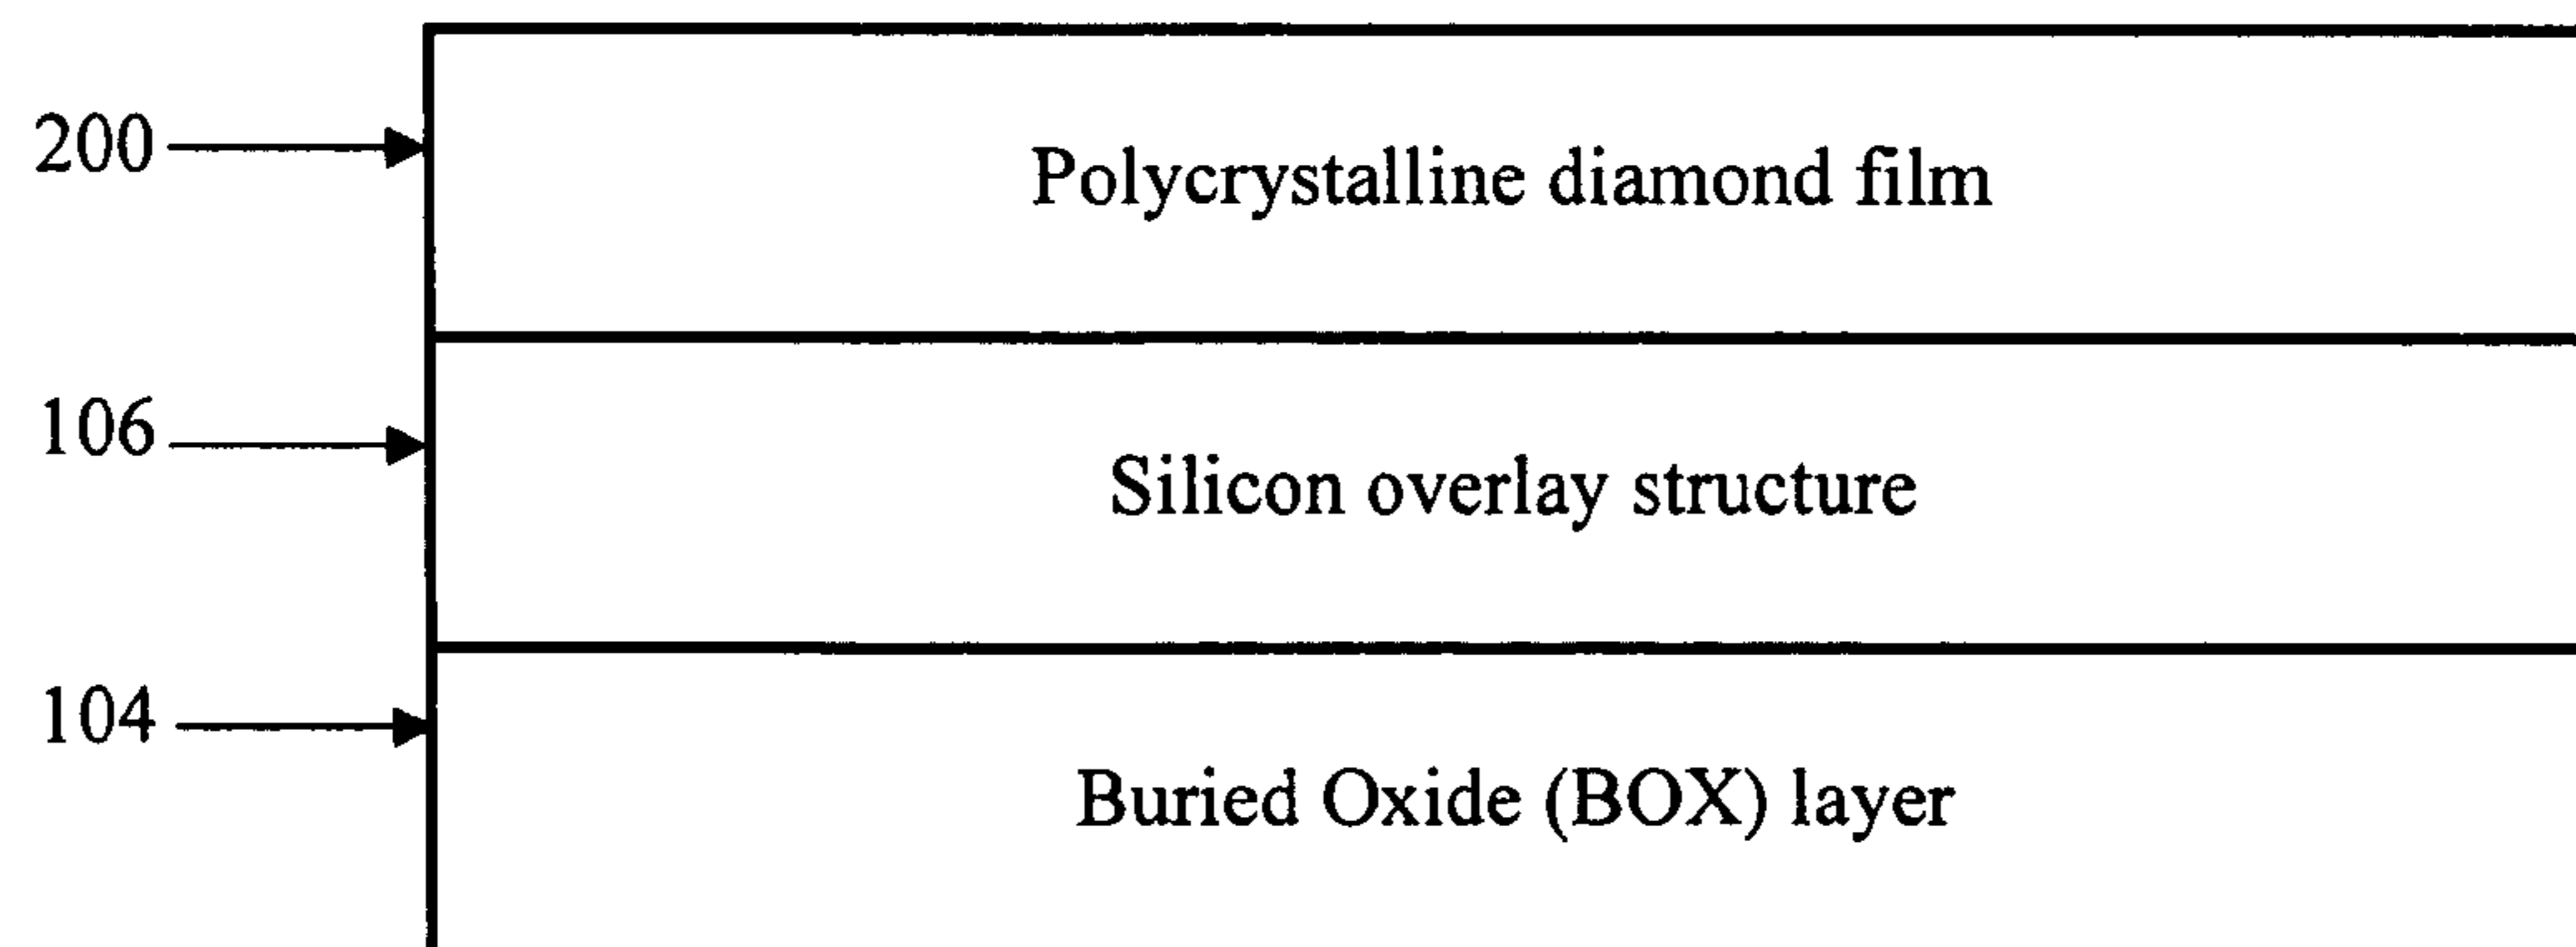 200
Polycrystalline diamond film
106
Silicon overlay structure
104
Buried Oxide (BOX) layer